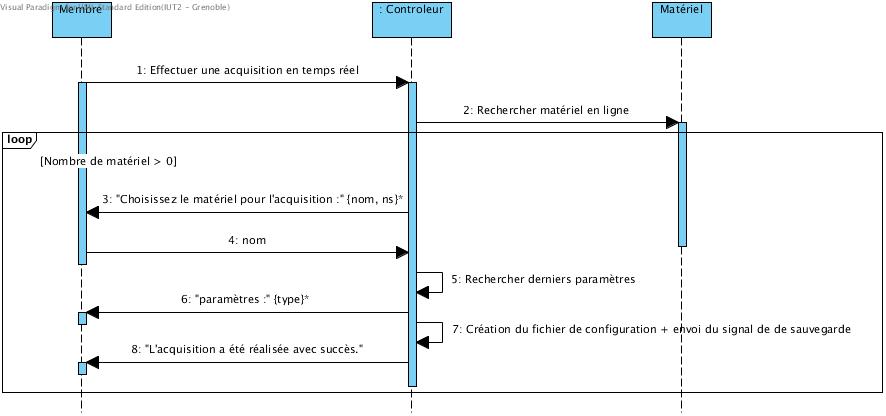 Visual Paradigm Standard Edition(IUT2 - Grenoble)
Membre
: Controleur
Matériel
1: Effectuer une acquisition en temps réel
2: Rechercher matériel en ligne
loop
[Nombre de matériel > 0]
3: "Choisissez le matériel pour l'acquisition :" {nom, ns}*
4: nom
5: Rechercher derniers paramètres
6: "paramètres :" {type}*
7: Création du fichier de configuration + envoi du signal de de sauvegarde
8: "L'acquisition a été réalisée avec succès."